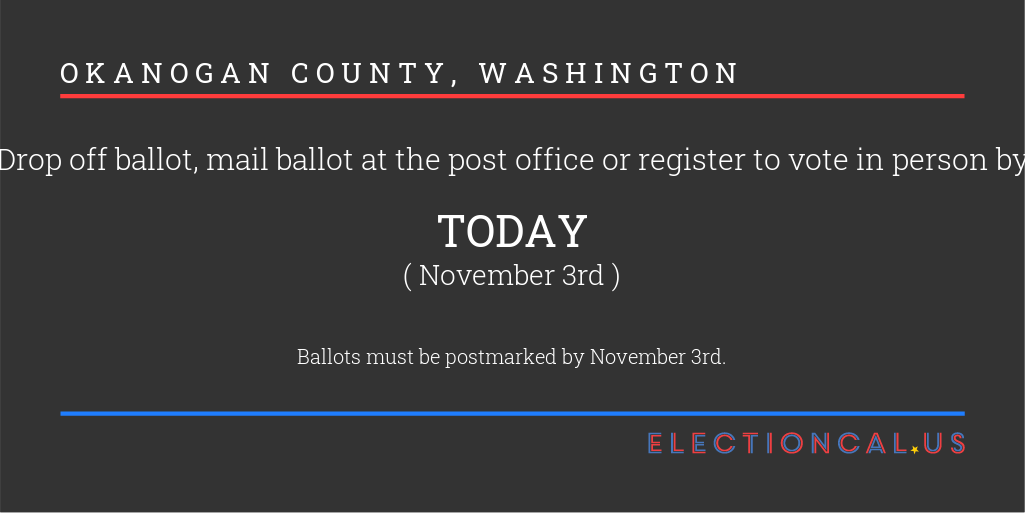 OKANOGAN COUNTY, WASHINGTON
Drop off ballot, mail ballot at the post office or register to vote in person by
TODAY
( November 3rd )
Ballots must be postmarked by November 3rd.
ELECTIONCAL.US